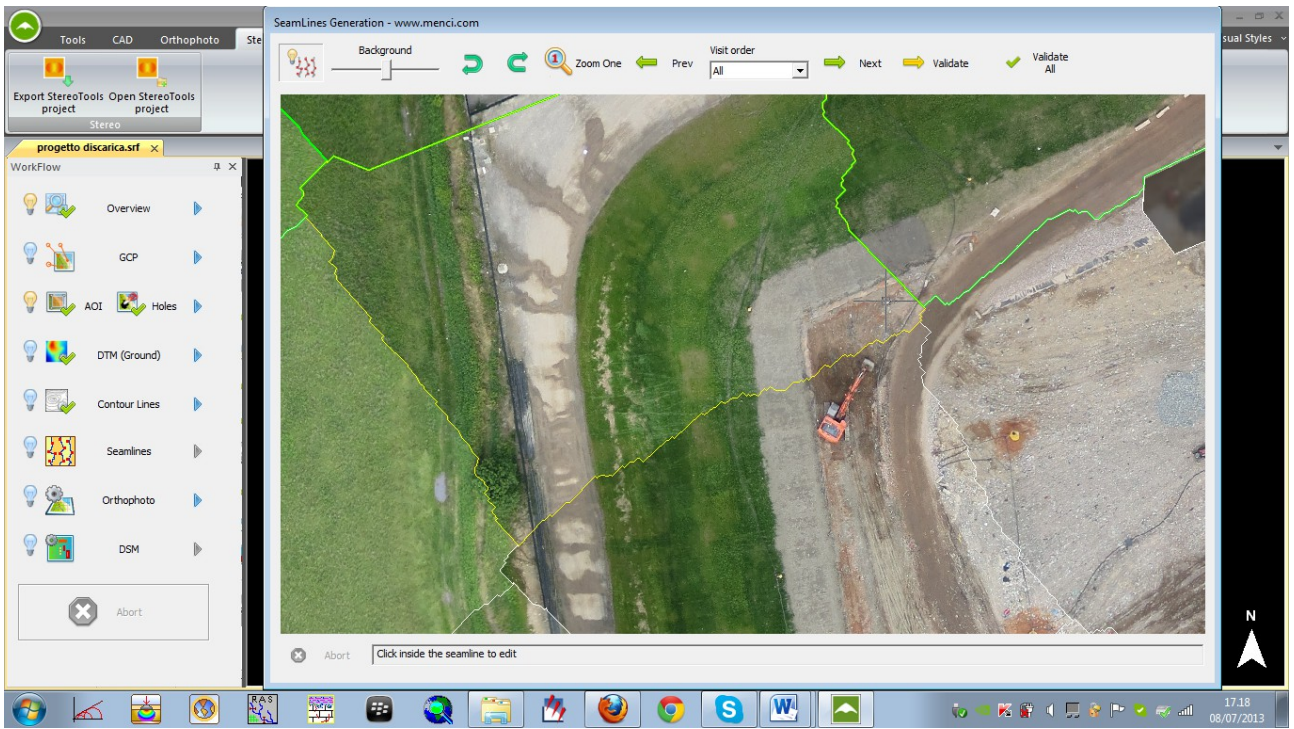 SeamLines Generation - www.menci.com
Tools CAD Orthophoto Ste
sual Styles
Export StereoTools project
Open StereoTools project
Stereo
Background
Zoom One
Prev
Visit order
All
Next
Validate
Validate All
progetto discarica.srf
WorkFlow
Overview
GCP
AOI Holes
DTM (Ground)
Contour Lines
Seamlines
Orthophoto
DSM
Abort
Abort
Click inside the seamline to edit
N
RAS
17.18
08/07/2013